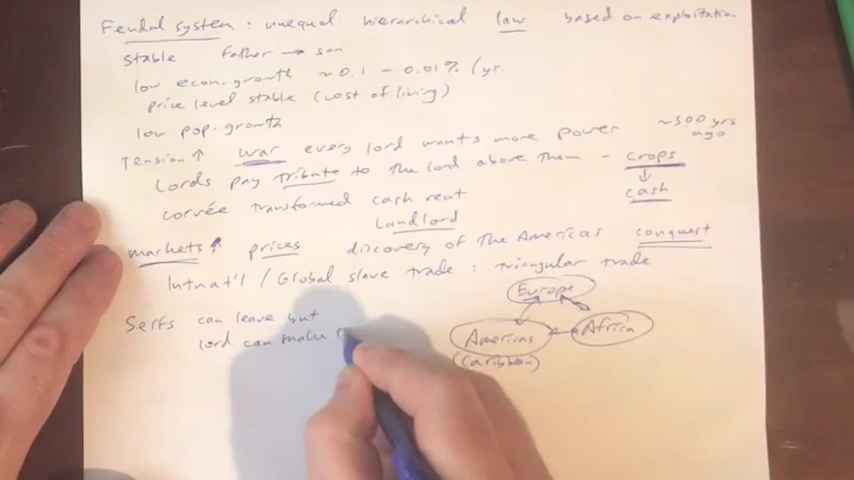 Feudal system : unequal hierarchical law based on exploitation
stable Father → son
low econ. growth ~0.1 - 0.01% (yr.
price level stable (cost of living)
low pop. growth
Tension ↑ war every lord wants more power ~500 yrs ago
Lords pay tribute to the lord above them - crops
↓
corvée transformed cash rent cash
Landlord
markets ↑ prices discovery of the Americas conquest
Intnat'l / Global slave trade : triangular trade
Europe
Serfs can leave but
Americas Africa
lord can make
(Caribbean)